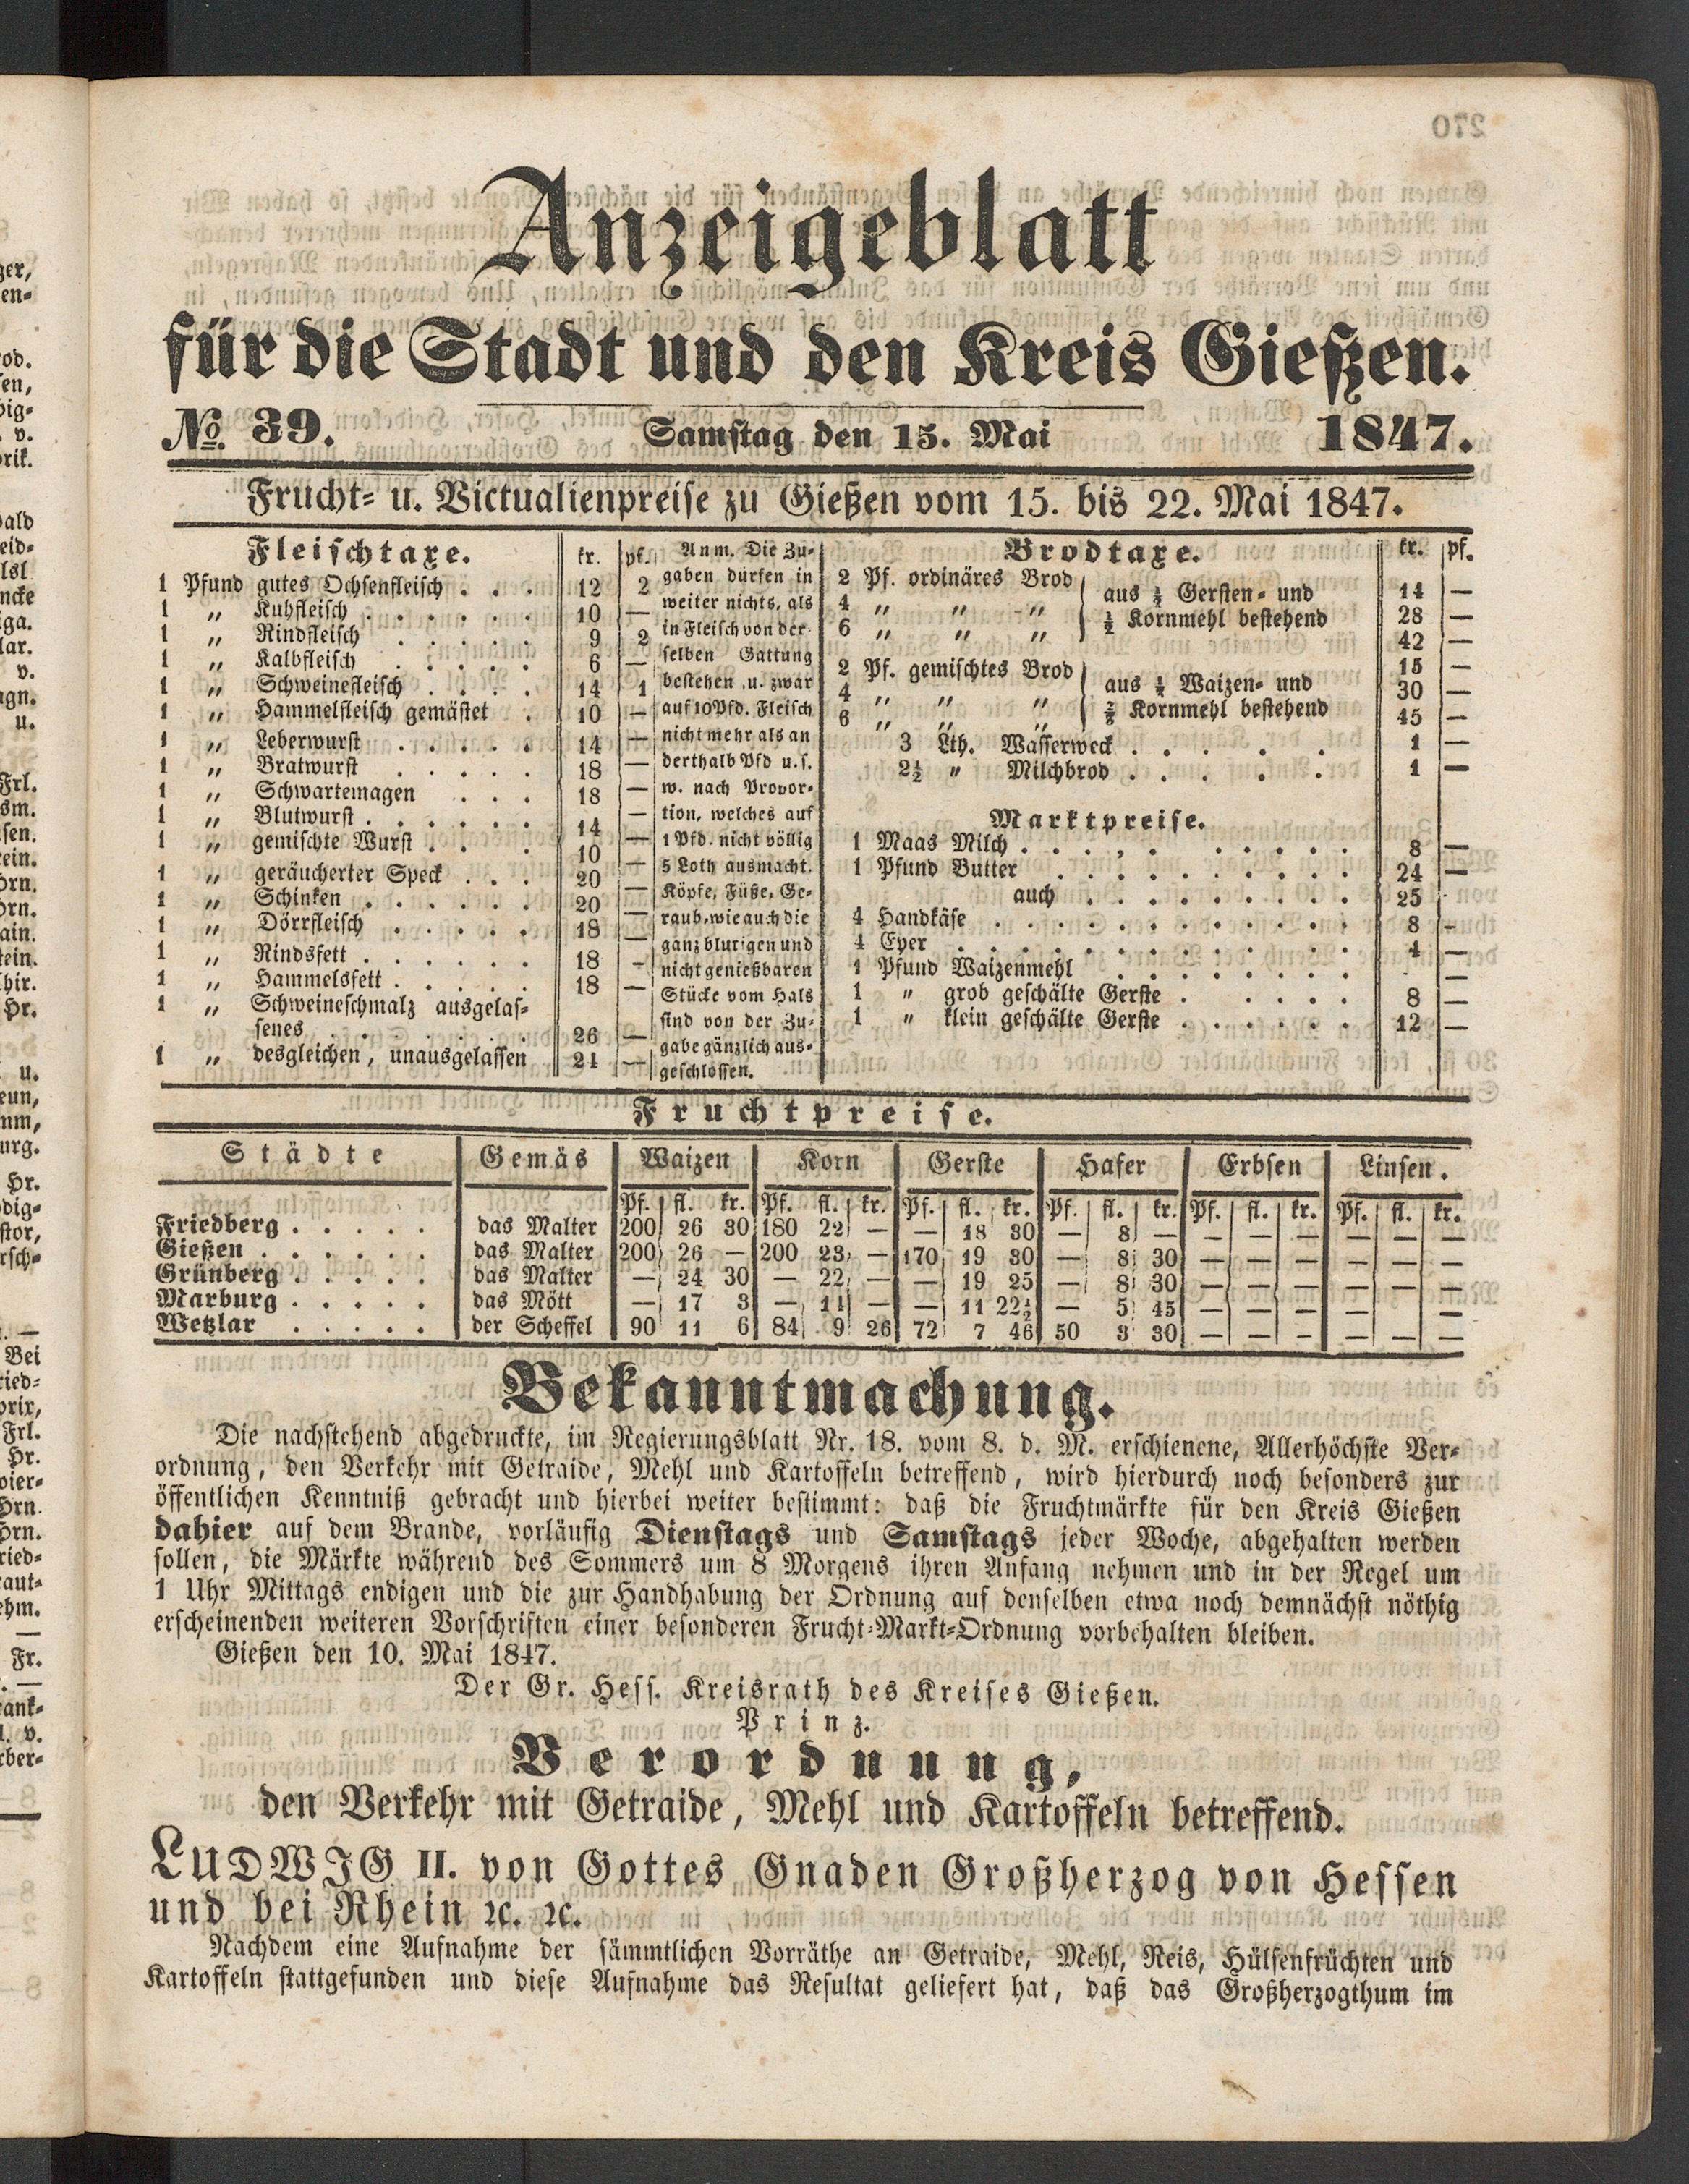 Anzeigeblatt
für die Stadt und den Kreis Gießen.
No. 39. Samstag den 15. Mai 1847.
Frucht- u. Victualienpreise zu Gießen vom 15. bis 22. Mai 1847.
Fleischtaxe. kr. pf.
1 Pfund gutes Ochsenfleisch . . . 12 2
1 „ Kuhfleisch . . . . . . 10 —
1 „ Rindfleisch . . . . . 9 2
1 „ Kalbfleisch . . . . . 6 —
1 „ Schweinefleisch . . . . 14 1
1 „ Hammelfleisch gemästet . 10 —
1 „ Leberwurst . . . . . 14 —
1 „ Bratwurst . . . . . 18 —
1 „ Schwartemagen . . . 18 —
1 „ Blutwurst . . . . . . 14 —
1 „ gemischte Wurst . . . 10 —
1 „ geräucherter Speck . . . 20 —
1 „ Schinken . . . . . . 20 —
1 „ Dörrfleisch . . . . . 18 —
1 „ Rindsfett . . . . . . 18 —
1 „ Hammelsfett . . . . . 18 —
1 „ Schweineschmalz ausgelas-
senes . . . . . . 26 —
1 „ desgleichen, unausgelassen 24 —
Anm. Die Zu-
gaben dürfen in
weiter nichts, als
in Fleisch von der
selben Gattung
bestehen u. zwar
auf 10 Pfd. Fleisch
nicht mehr als an
derthalb Pfd u. s.
w. nach Propor-
tion, welches auf
1 Pfd. nicht völlig
5 Loth ausmacht.
Köpfe, Füße, Ge-
raub, wie auch die
ganz blutigen und
nicht genießbaren
Stücke vom Hals
sind von der Zu-
gabe gänzlich aus-
geschlossen.
Brodtaxe. kr. pf.
2 Pf. ordinäres Brod aus ½ Gersten- und 14 —
4 „ „ „ ½ Kornmehl bestehend 28 —
6 „ „ „ 42 —
2 Pf. gemischtes Brod aus Waizen- und 15 —
4 „ „ „ Kornmehl bestehend 30 —
6 „ „ „ 45 —
3 Lth. Wasserweck . . . . . 1 —
2½ „ Milchbrod . . . . . 1 —
Marktpreise.
1 Maas Milch . . . . . . . . . . 8 —
1 Pfund Butter . . . . . . . . . 24 —
auch . . . . . . . . 25
4 Handkäse . . . . . . . . . . . 8 —
4 Eyer . . . . . . . . . . . . 4 —
1 Pfund Waizenmehl . . . . . . . . —
1 „ grob geschälte Gerste . . . . . 8 —
1 „ klein geschälte Gerste . . . . . . 12 —
Fruchtpreise.
Städte Gemäs Waizen Korn Gerste Hafer Erbsen Linsen.
Pf. fl. kr. Pf. fl. kr. Pf. fl. kr. Pf. fl. kr. Pf. fl. kr. Pf. fl. kr.
Friedberg . . . . . das Malter 200 26 30 180 22 — — 18 30 — 8 — — — — — — —
Gießen . . . . . . das Malter 200 26 — 200 23 — 170 19 30 — 8 30 — — — — — —
Grünberg . . . . . das Malter — 24 30 — 22 — — 19 25 — 8 30 — — — — — —
Marburg . . . . . das Mött — 17 3 — 14 — — 11 22½ — 5 45 — — — — — —
Wetzlar . . . . . der Scheffel 90 11 6 84 9 26 72 7 46 50 3 30 — — — — — —
Bekanntmachung.
Die nachstehend abgedruckte, im Regierungsblatt Nr. 18. vom 8. d. M. erschienene, Allerhöchste Ver-
ordnung, den Verkehr mit Getraide, Mehl und Kartoffeln betreffend, wird hierdurch noch besonders zur
öffentlichen Kenntniß gebracht und hierbei weiter bestimmt: daß die Fruchtmärkte für den Kreis Gießen
dahier auf dem Brande, vorläufig Dienstags und Samstags jeder Woche, abgehalten werden
sollen, die Märkte während des Sommers um 8 Morgens ihren Anfang nehmen und in der Regel um
1 Uhr Mittags endigen und die zur Handhabung der Ordnung auf denselben etwa noch demnächst nöthig
erscheinenden weiteren Vorschriften einer besonderen Frucht-Markt-Ordnung vorbehalten bleiben.
Gießen den 10. Mai 1847.
Der Gr. Hess. Kreisrath des Kreises Gießen.
Prinz.
Verordnung,
den Verkehr mit Getraide, Mehl und Kartoffeln betreffend.
LUDWIG II. von Gottes Gnaden Großherzog von Hessen
und bei Rhein ꝛc. ꝛc.
Nachdem eine Aufnahme der sämmtlichen Vorräthe an Getraide, Mehl, Reis, Hülsenfrüchten und
Kartoffeln stattgefunden und diese Aufnahme das Resultat geliefert hat, daß das Großherzogthum im